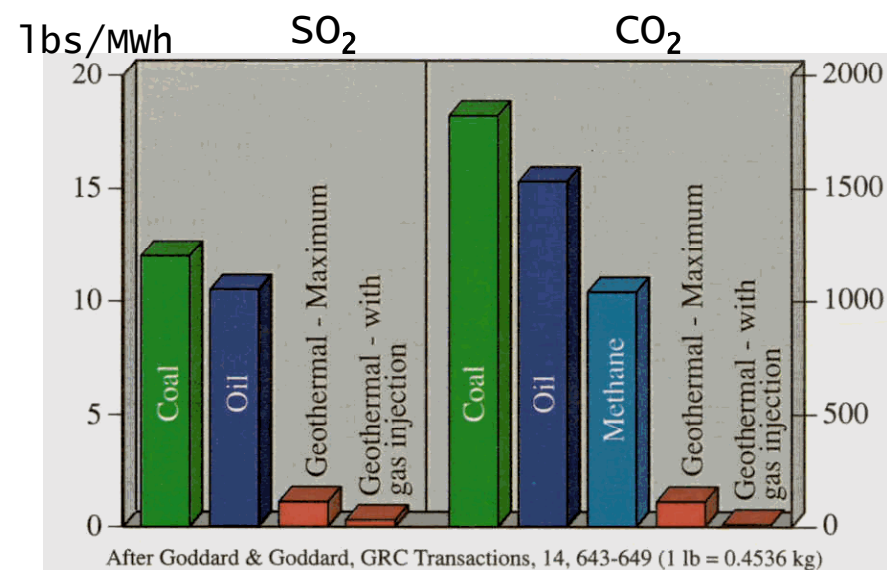 lbs/MWh
SO₂
CO₂
20
15
10
5
0
2000
1500
1000
500
0
Coal
Oil
Geothermal - Maximum
Geothermal - with
gas injection
Coal
Oil
Methane
Geothermal - Maximum
Geothermal - with
gas injection
After Goddard & Goddard, GRC Transactions, 14, 643-649 (1 lb = 0.4536 kg)